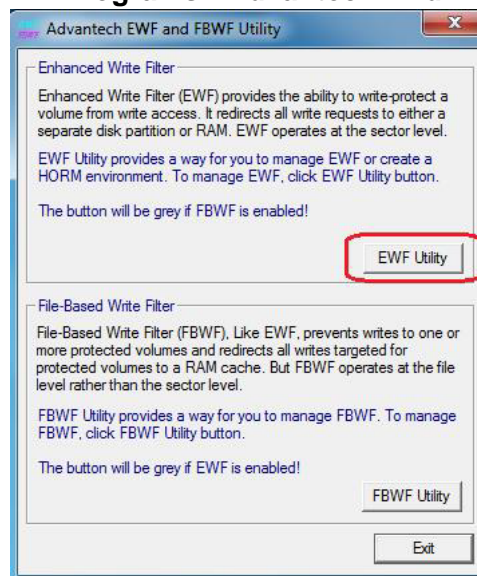 Advantech EWF and FBWF Utility
Enhanced Write Filter
Enhanced Write Filter (EWF) provides the ability to write-protect a
volume from write access. It redirects all write requests to either a
separate disk partition or RAM. EWF operates at the sector level.
EWF Utility provides a way for you to manage EWF or create a
HORM environment. To manage EWF, click EWF Utility button.
The button will be grey if FBWF is enabled!
EWF Utility
File-Based Write Filter
File-Based Write Filter (FBWF), Like EWF, prevents writes to one or
more protected volumes and redirects all writes targeted for
protected volumes to a RAM cache. But FBWF operates at the file
level rather than the sector level.
FBWF Utility provides a way for you to manage FBWF. To manage
FBWF, click FBWF Utility button.
The button will be grey if EWF is enabled!
FBWF Utility
Exit